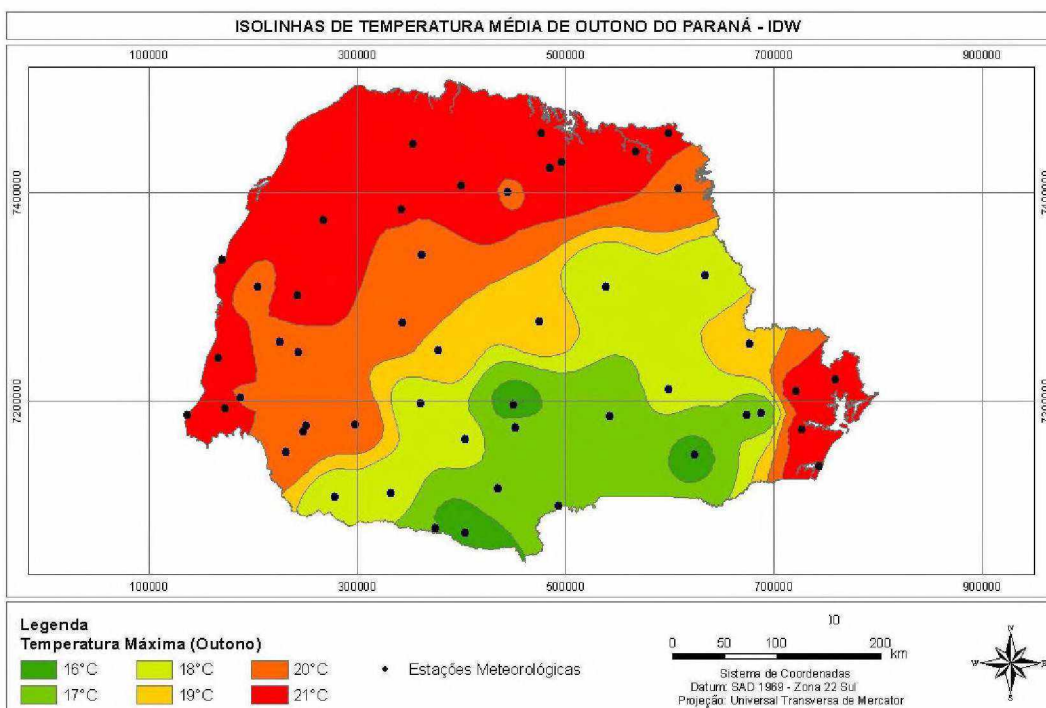 ISOLINHAS DE TEMPERATURA MÉDIA DE OUTONO DO PARANÁ - IDW
100000 300000 500000 700000 900000
7400000 7400000
7200000 7200000
100000 300000 500000 700000 900000
Legenda
Temperatura Máxima (Outono)
16°C 18°C 20°C
17°C 19°C 21°C
Estações Meteorológicas
0 50 100 200
km
Sistema de Coordenadas
Datum: SAD 1969 - Zona 22 Sul
Projeção: Universal Transversa de Mercator